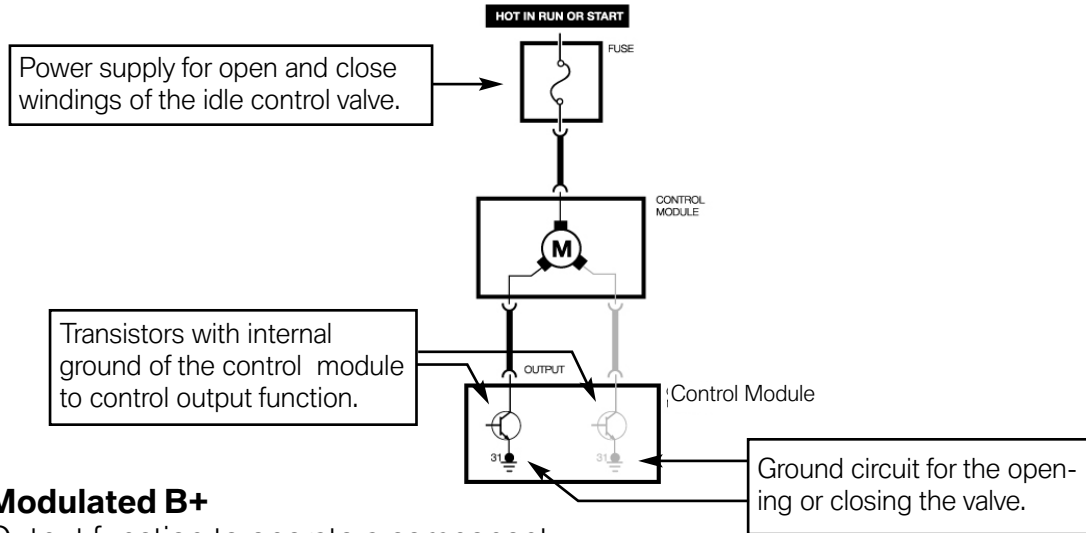 HOT IN RUN OR START
FUSE
Power supply for open and close
windings of the idle control valve.
CONTROL
MODULE
M
Transistors with internal
ground of the control module
to control output function.
OUTPUT
Control Module
31
31
Ground circuit for the open-
ing or closing the valve.
Modulated B+